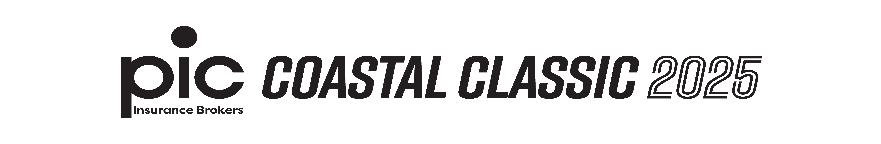 pic COASTAL CLASSIC 2025
Insurance Brokers